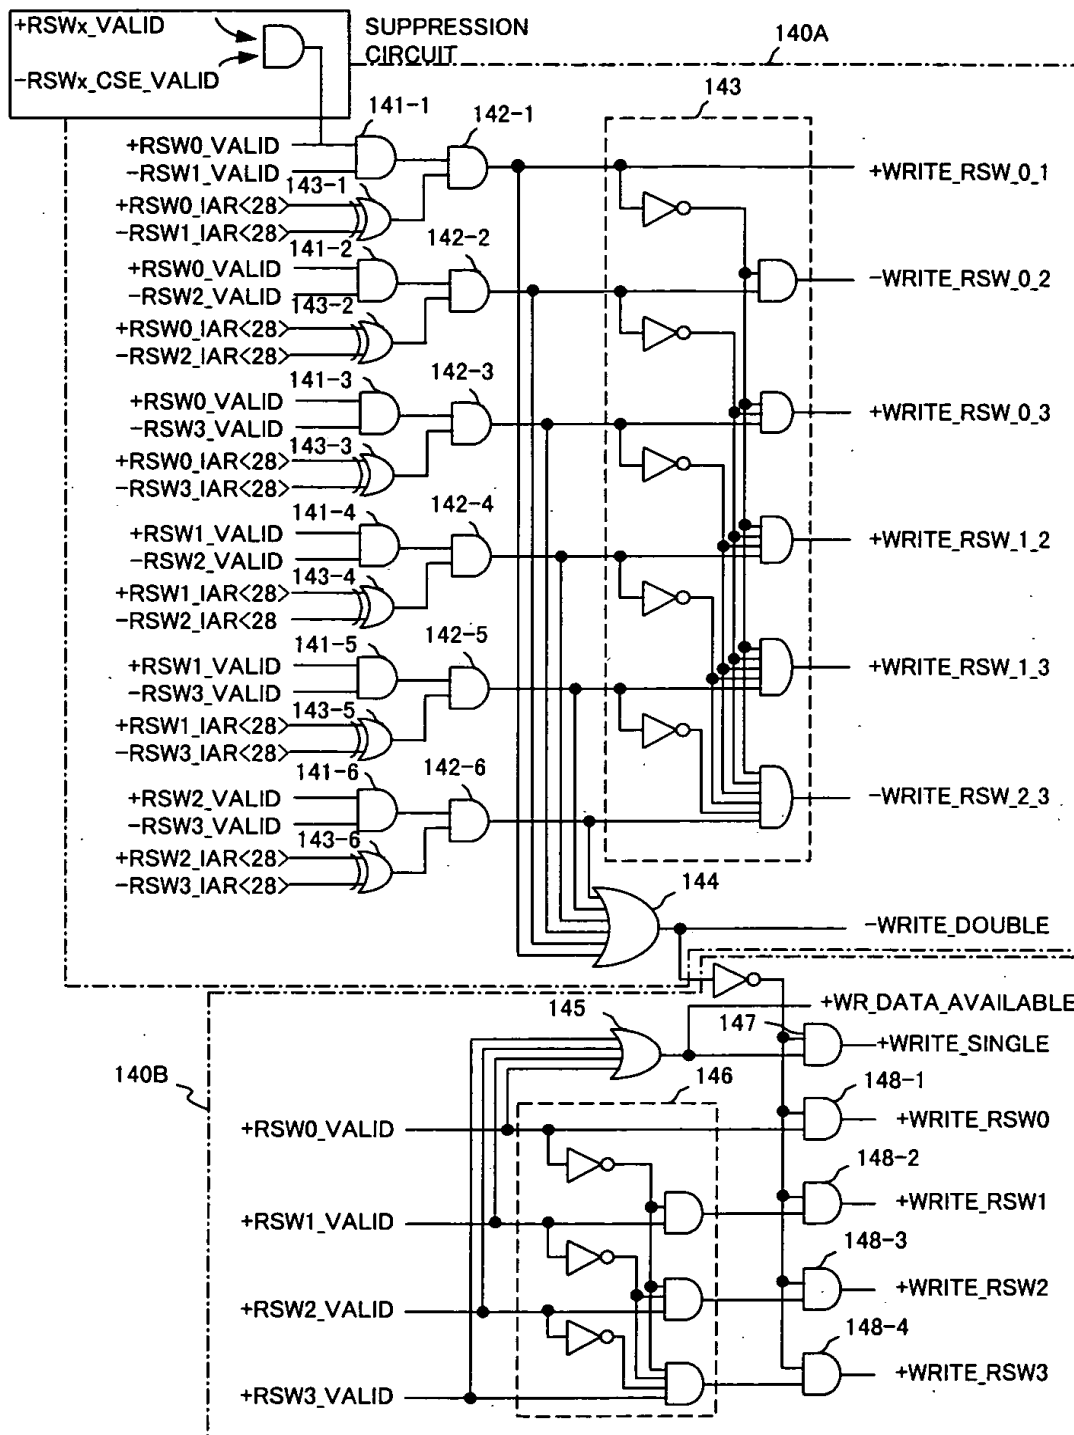 +RSWx_VALID
−RSWx_CSE_VALID
SUPPRESSION
CIRCUIT
140A
141-1
142-1
143
+RSW0_VALID
−RSW1_VALID
143-1
+RSW0_IAR<28>
−RSW1_IAR<28>
+WRITE_RSW_0_1
141-2
142-2
+RSW0_VALID
−RSW2_VALID
143-2
+RSW0_IAR<28>
−RSW2_IAR<28>
−WRITE_RSW_0_2
141-3
142-3
+RSW0_VALID
−RSW3_VALID
143-3
+RSW0_IAR<28>
−RSW3_IAR<28>
+WRITE_RSW_0_3
141-4
142-4
+RSW1_VALID
−RSW2_VALID
143-4
+RSW1_IAR<28>
−RSW2_IAR<28
+WRITE_RSW_1_2
141-5
142-5
+RSW1_VALID
−RSW3_VALID
143-5
+RSW1_IAR<28>
−RSW3_IAR<28>
+WRITE_RSW_1_3
141-6
142-6
+RSW2_VALID
−RSW3_VALID
143-6
+RSW2_IAR<28>
−RSW3_IAR<28>
−WRITE_RSW_2_3
144
−WRITE_DOUBLE
+WR_DATA_AVAILABLE
145
147
+WRITE_SINGLE
140B
146
148-1
+RSW0_VALID
+WRITE_RSW0
148-2
+RSW1_VALID
+WRITE_RSW1
148-3
+RSW2_VALID
+WRITE_RSW2
148-4
+RSW3_VALID
+WRITE_RSW3